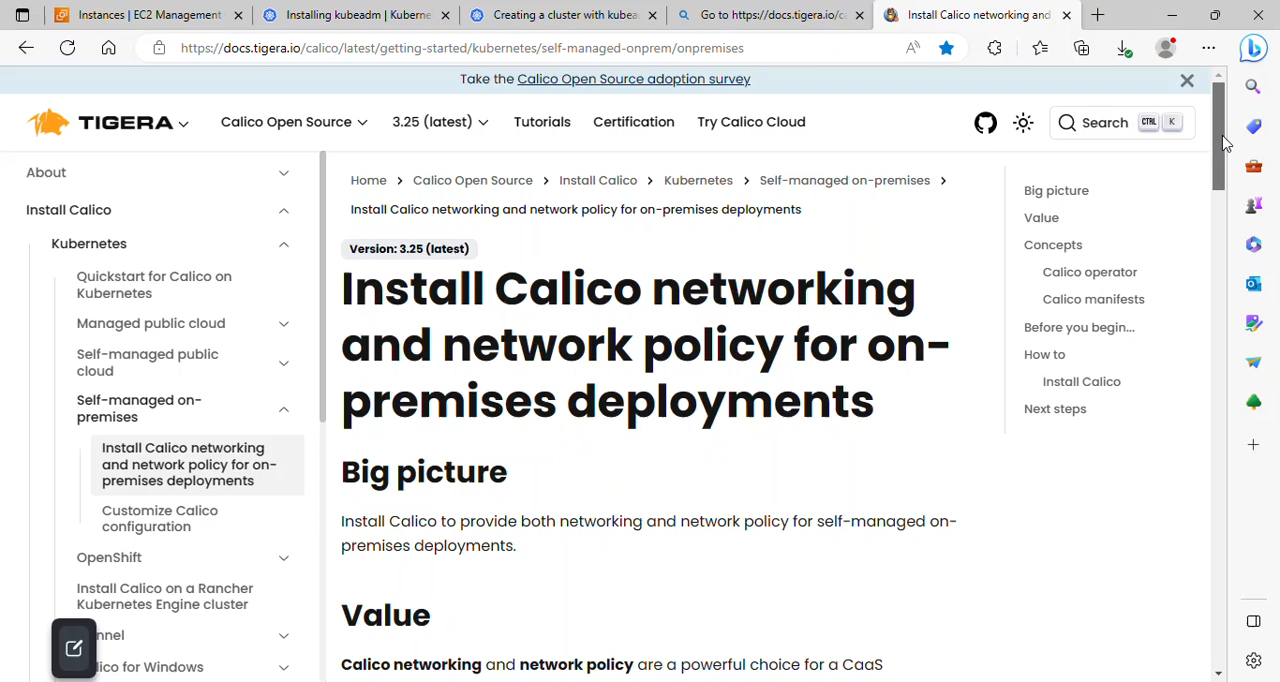 Instances | EC2 Management
Installing kubeadm | Kuberne
Creating a cluster with kubea
Go to https://docs.tigera.io/ca
Install Calico networking and
https://docs.tigera.io/calico/latest/getting-started/kubernetes/self-managed-onprem/onpremises
Take the Calico Open Source adoption survey
TIGERA
Calico Open Source
3.25 (latest)
Tutorials
Certification
Try Calico Cloud
Search
CTRL
K
About
Install Calico
Kubernetes
Quickstart for Calico on
Kubernetes
Managed public cloud
Self-managed public
cloud
Self-managed on-
premises
Install Calico networking
and network policy for on-
premises deployments
Customize Calico
configuration
OpenShift
Install Calico on a Rancher
Kubernetes Engine cluster
nnel
lico for Windows
Home > Calico Open Source > Install Calico > Kubernetes > Self-managed on-premises >
Install Calico networking and network policy for on-premises deployments
Version: 3.25 (latest)
Install Calico networking
and network policy for on-
premises deployments
Big picture
Install Calico to provide both networking and network policy for self-managed on-
premises deployments.
Value
Calico networking and network policy are a powerful choice for a CaaS
Big picture
Value
Concepts
Calico operator
Calico manifests
Before you begin...
How to
Install Calico
Next steps